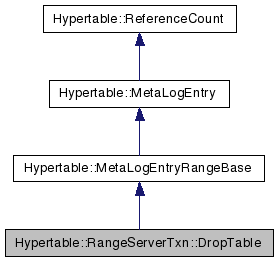 Hypertable::ReferenceCount
Hypertable::MetaLogEntry
Hypertable::MetaLogEntryRangeBase
Hypertable::RangeServerTxn::DropTable